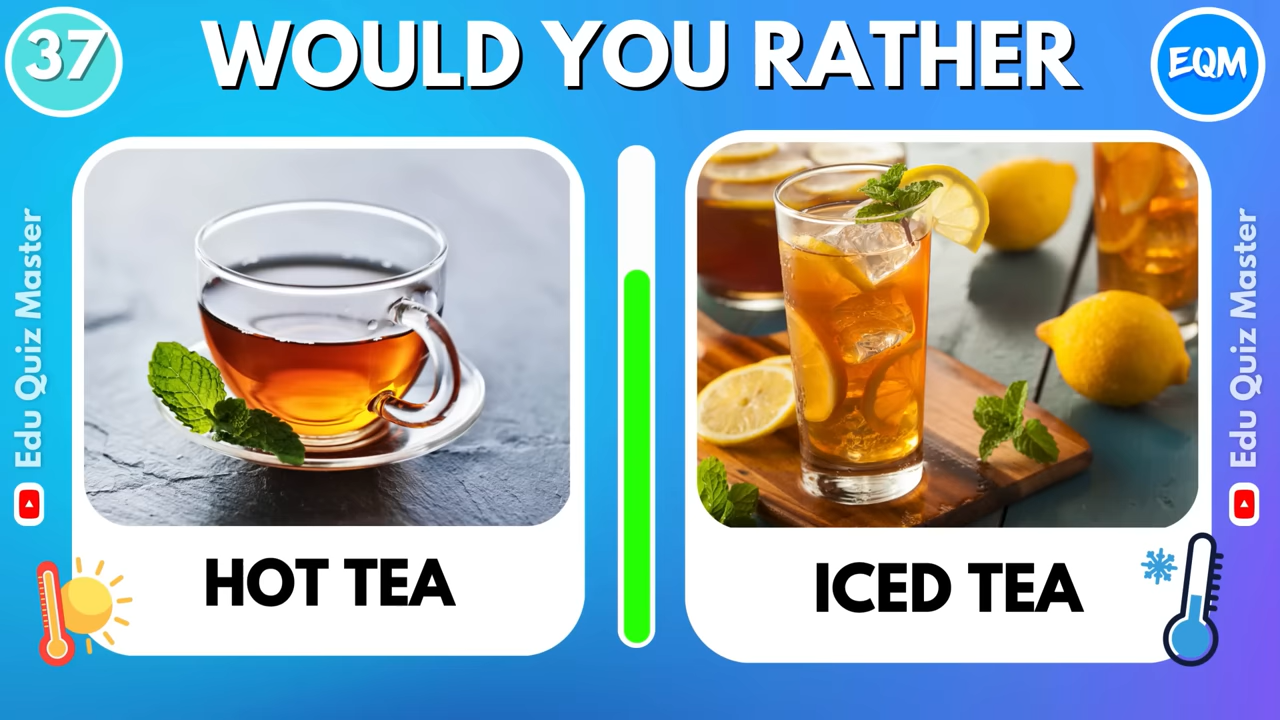 37
WOULD YOU RATHER
EQM
Edu Quiz Master
HOT TEA
ICED TEA
Edu Quiz Master